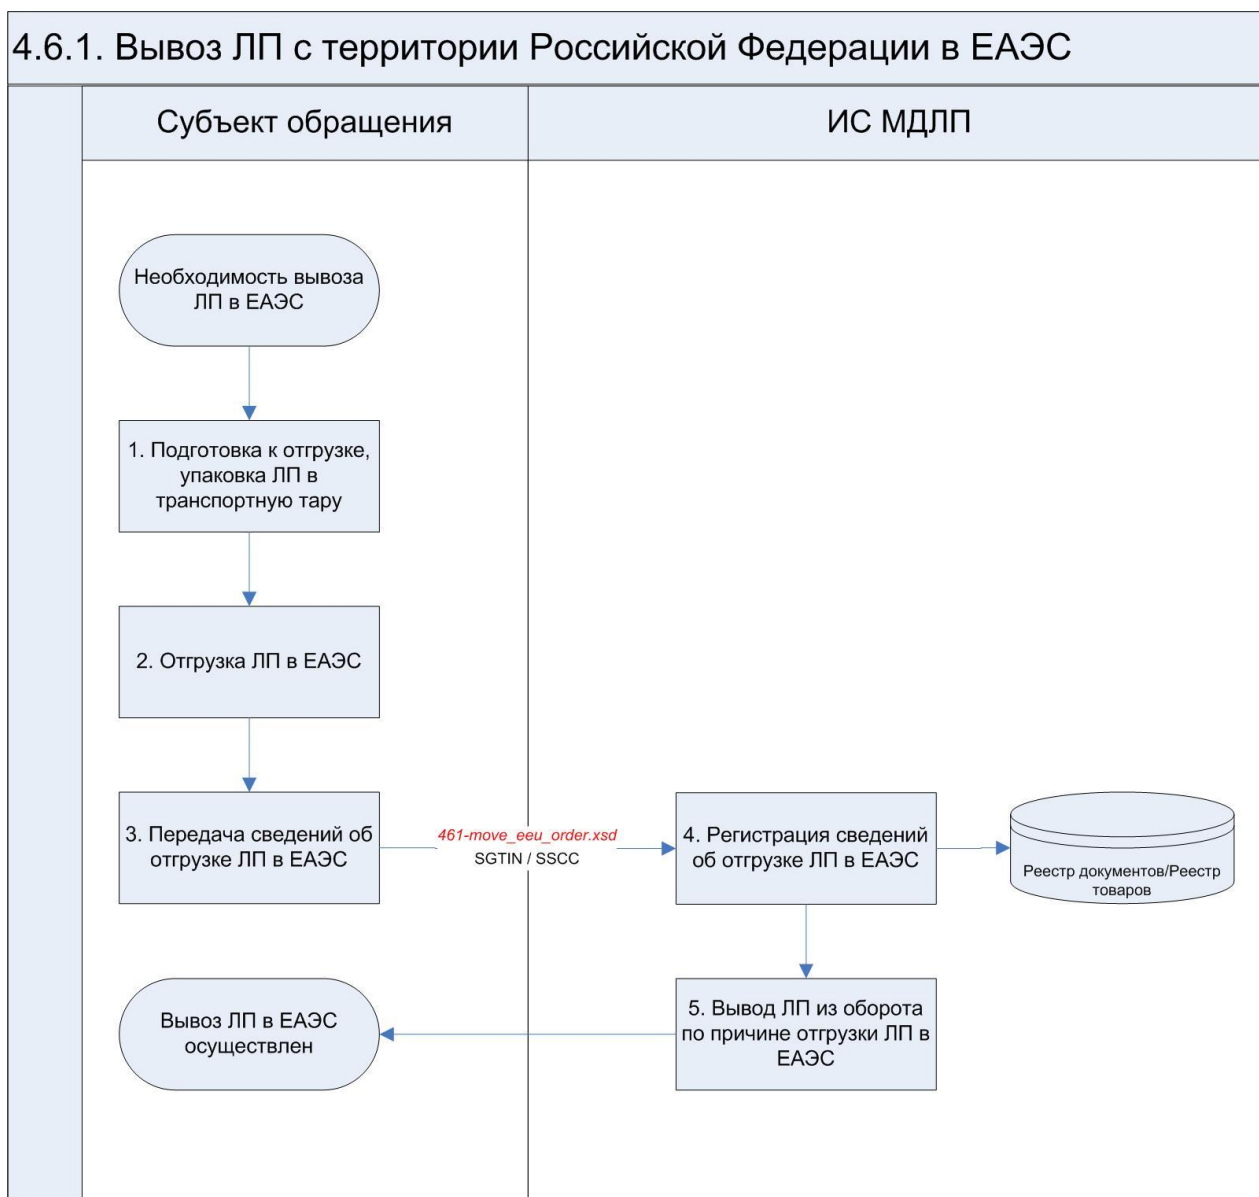 4.6.1. Вывоз ЛП с территории Российской Федерации в ЕАЭС
Субъект обращения
ИС МДЛП
Необходимость вывоза
ЛП в ЕАЭС
1. Подготовка к отгрузке,
упаковка ЛП в
транспортную тару
2. Отгрузка ЛП в ЕАЭС
3. Передача сведений об
отгрузке ЛП в ЕАЭС
461-move_eeu_order.xsd
SGTIN / SSCC
4. Регистрация сведений
об отгрузке ЛП в ЕАЭС
Реестр документов/Реестр
товаров
5. Вывод ЛП из оборота
по причине отгрузки ЛП в
ЕАЭС
Вывоз ЛП в ЕАЭС
осуществлен